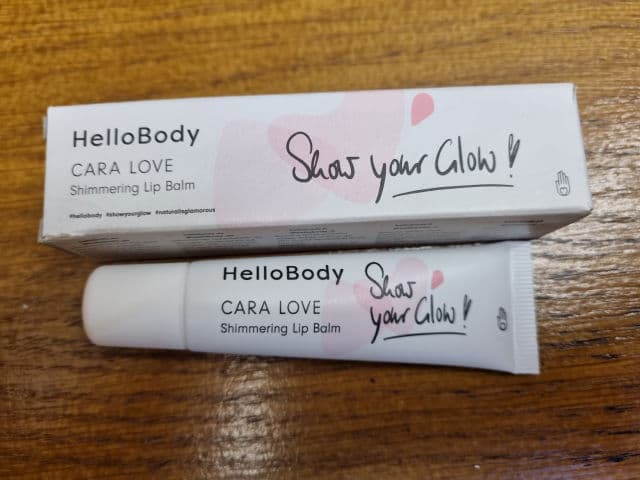 HelloBody
CARA LOVE
Shimmering Lip Balm
#hellobody #showyourglow #naturalisglamorous
Show your Glow!
HelloBody
CARA LOVE
Shimmering Lip Balm
Show
your Glow!